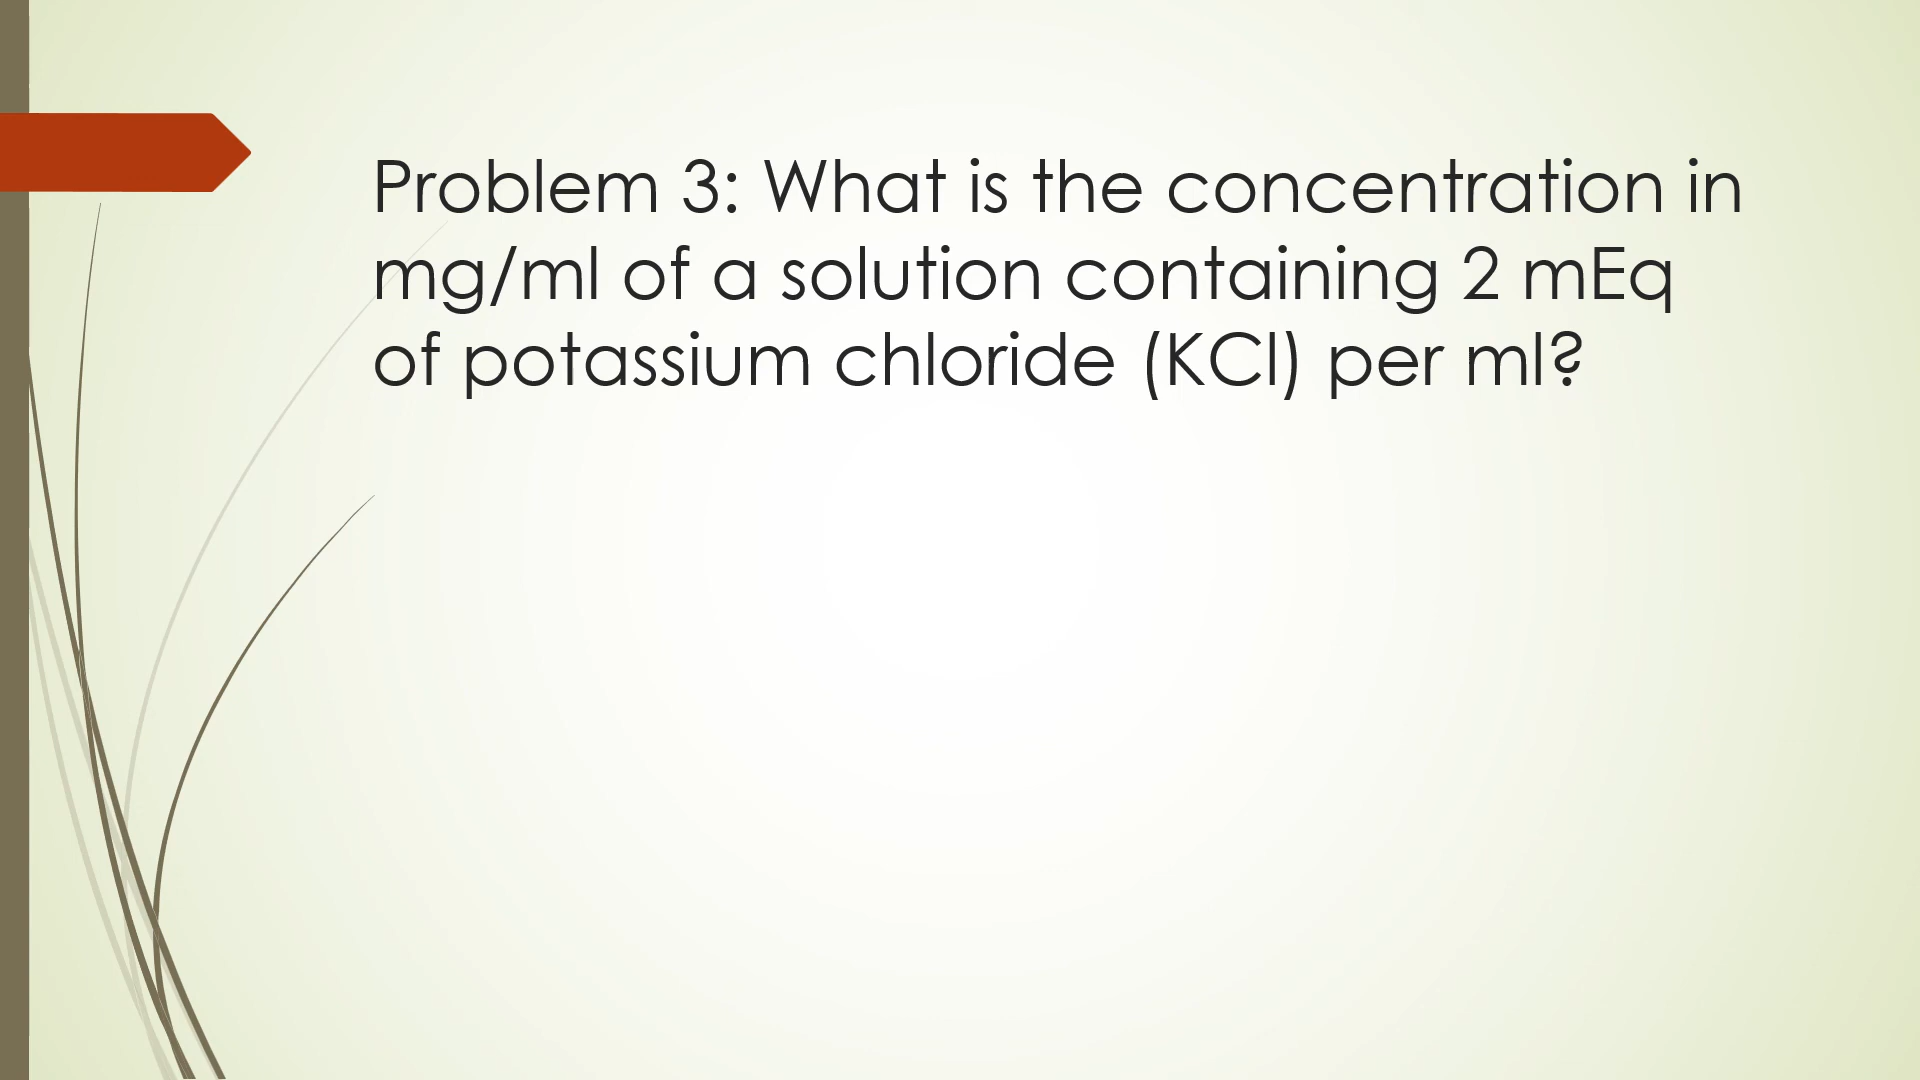 Problem 3: What is the concentration in
mg/ml of a solution containing 2 mEq
of potassium chloride (KCl) per ml?